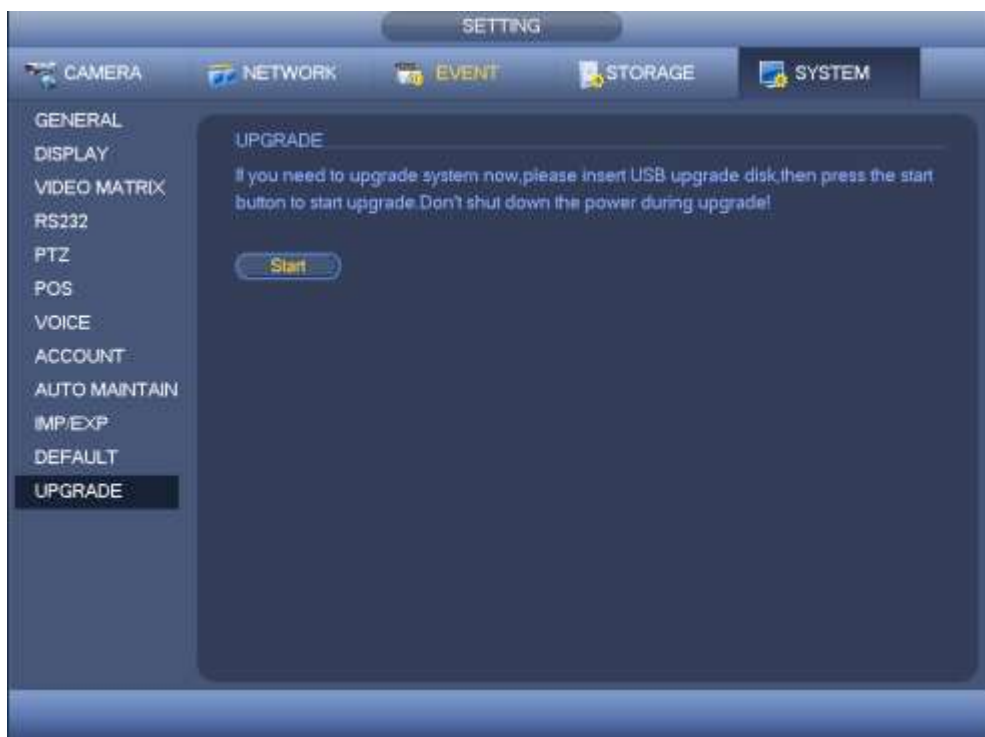 SETTING
CAMERA NETWORK EVENT STORAGE SYSTEM
GENERAL
DISPLAY
VIDEO MATRIX
RS232
PTZ
POS
VOICE
ACCOUNT
AUTO MAINTAIN
IMP/EXP
DEFAULT
UPGRADE
UPGRADE
If you need to upgrade system now,please insert USB upgrade disk,then press the start
button to start upgrade.Don't shut down the power during upgrade!
Start